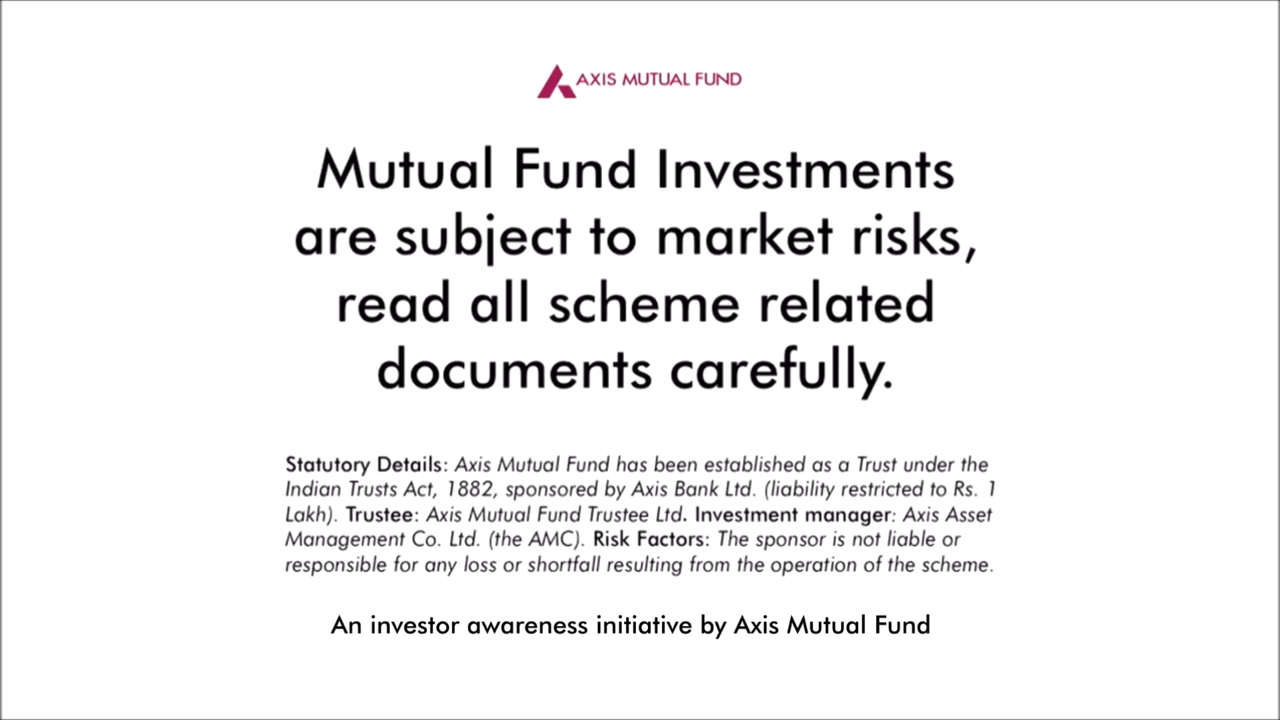 AXIS MUTUAL FUND
Mutual Fund Investments
are subject to market risks,
read all scheme related
documents carefully.
Statutory Details: Axis Mutual Fund has been established as a Trust under the
Indian Trusts Act, 1882, sponsored by Axis Bank Ltd. (liability restricted to Rs. 1
Lakh). Trustee: Axis Mutual Fund Trustee Ltd. Investment manager: Axis Asset
Management Co. Ltd. (the AMC). Risk Factors: The sponsor is not liable or
responsible for any loss or shortfall resulting from the operation of the scheme.
An investor awareness initiative by Axis Mutual Fund